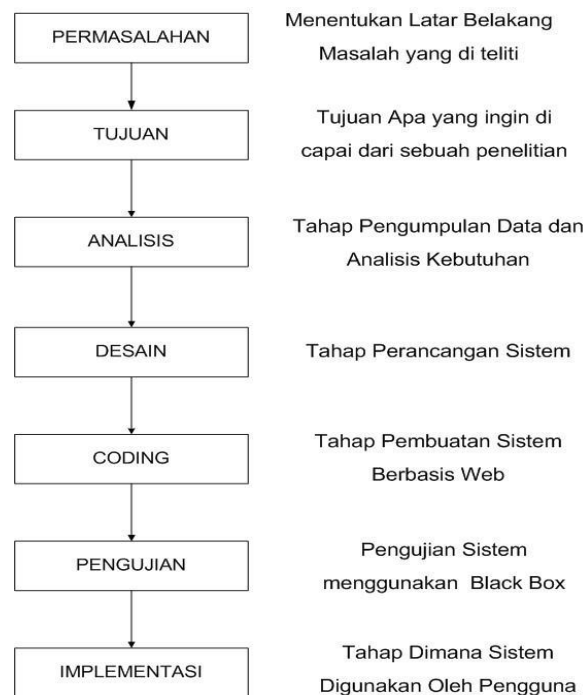 PERMASALAHAN
Menentukan Latar Belakang
Masalah yang di teliti
TUJUAN
Tujuan Apa yang ingin di
capai dari sebuah penelitian
ANALISIS
Tahap Pengumpulan Data dan
Analisis Kebutuhan
DESAIN
Tahap Perancangan Sistem
CODING
Tahap Pembuatan Sistem
Berbasis Web
PENGUJIAN
Pengujian Sistem
menggunakan Black Box
IMPLEMENTASI
Tahap Dimana Sistem
Digunakan Oleh Pengguna